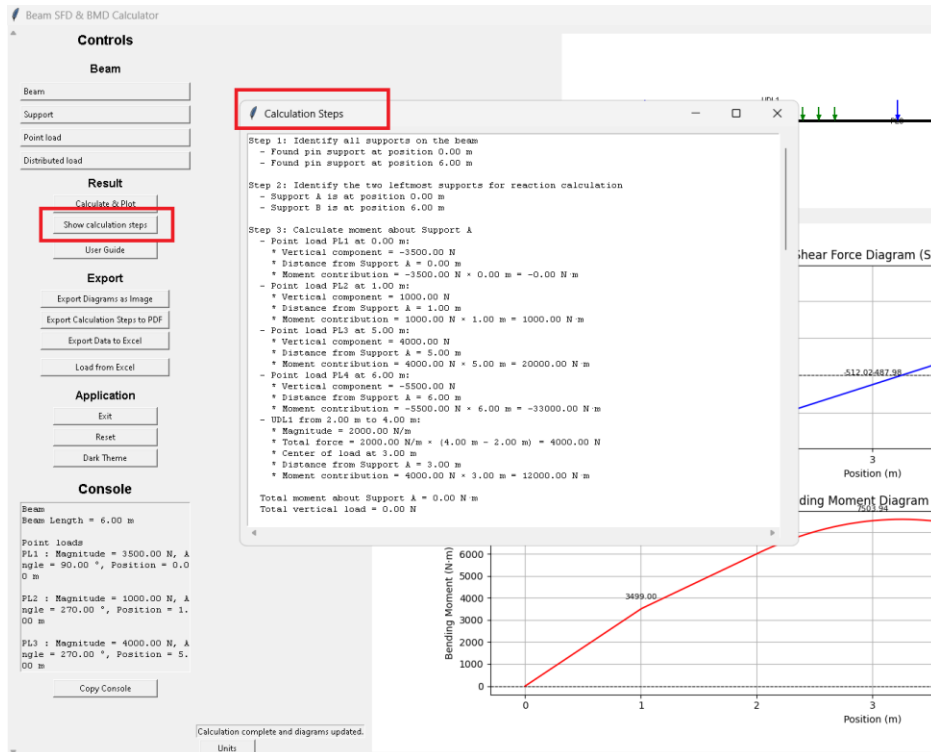 Beam SFD & BMD Calculator
Controls
Beam
Beam
Support
Point load
Distributed load
Result
Calculate & Plot
Show calculation steps
User Guide
Export
Export Diagrams as Image
Export Calculation Steps to PDF
Export Data to Excel
Load from Excel
Application
Exit
Reset
Dark Theme
Console
Beam
Beam Length = 6.00 m
Point loads
PL1 : Magnitude = 3500.00 N, A
ngle = 90.00 °, Position = 0.0
0 m
PL2 : Magnitude = 1000.00 N, A
ngle = 270.00 °, Position = 1.
00 m
PL3 : Magnitude = 4000.00 N, A
ngle = 270.00 °, Position = 5.
00 m
Copy Console
Calculation complete and diagrams updated.
Units
Calculation Steps
Step 1: Identify all supports on the beam
- Found pin support at position 0.00 m
- Found pin support at position 6.00 m
Step 2: Identify the two leftmost supports for reaction calculation
- Support A is at position 0.00 m
- Support B is at position 6.00 m
Step 3: Calculate moment about Support A
- Point load PL1 at 0.00 m:
* Vertical component = -3500.00 N
* Distance from Support A = 0.00 m
* Moment contribution = -3500.00 N × 0.00 m = -0.00 N·m
- Point load PL2 at 1.00 m:
* Vertical component = 1000.00 N
* Distance from Support A = 1.00 m
* Moment contribution = 1000.00 N × 1.00 m = 1000.00 N·m
- Point load PL3 at 5.00 m:
* Vertical component = 4000.00 N
* Distance from Support A = 5.00 m
* Moment contribution = 4000.00 N × 5.00 m = 20000.00 N·m
- Point load PL4 at 6.00 m:
* Vertical component = -5500.00 N
* Distance from Support A = 6.00 m
* Moment contribution = -5500.00 N × 6.00 m = -33000.00 N·m
- UDL1 from 2.00 m to 4.00 m:
* Magnitude = 2000.00 N/m
* Total force = 2000.00 N/m × (4.00 m - 2.00 m) = 4000.00 N
* Center of load at 3.00 m
* Distance from Support A = 3.00 m
* Moment contribution = 4000.00 N × 3.00 m = 12000.00 N·m
Total moment about Support A = 0.00 N·m
Total vertical load = 0.00 N
Shear Force Diagram (S
-512.02
487.98
3
Position (m)
ding Moment Diagram
7503.94
Bending Moment (N·m)
6000
5000
4000
3000
2000
1000
0
3499.00
0
1
2
3
Position (m)